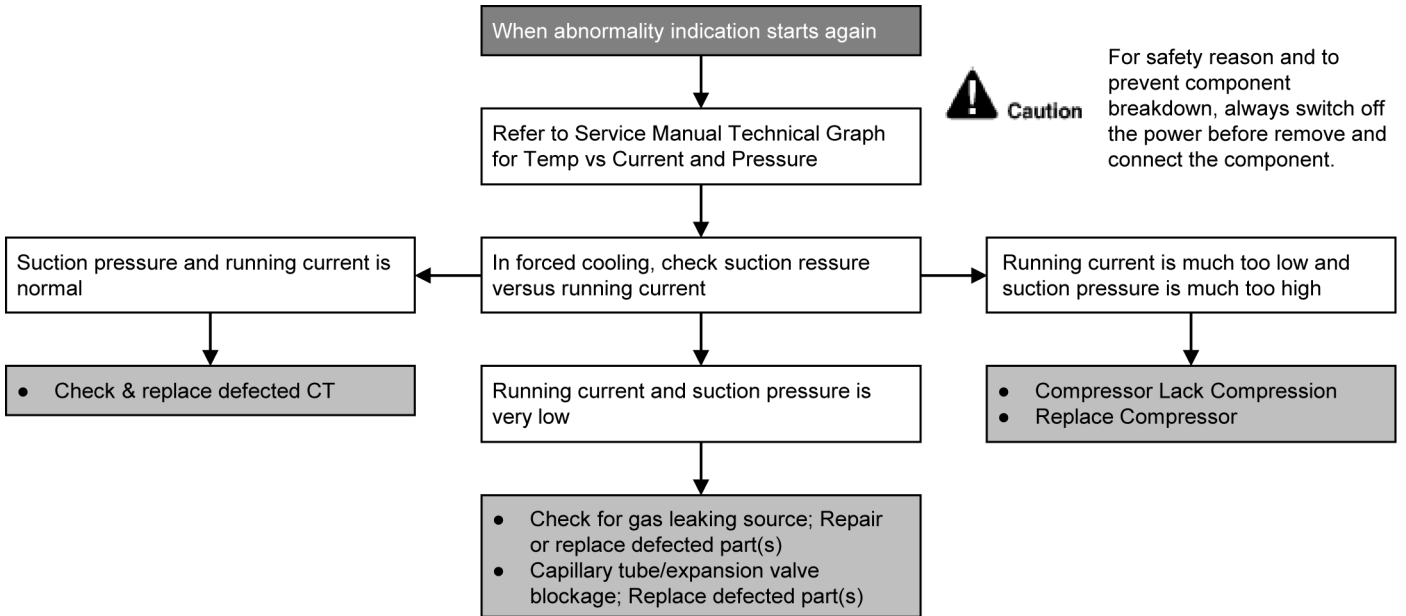 When abnormality indication starts again
For safety reason and to
prevent component
breakdown, always switch off
the power before remove and
connect the component.
Caution
Refer to Service Manual Technical Graph
for Temp vs Current and Pressure
Suction pressure and running current is
normal
In forced cooling, check suction ressure
versus running current
Running current is much too low and
suction pressure is much too high
● Check & replace defected CT
Running current and suction pressure is
very low
● Compressor Lack Compression
● Replace Compressor
● Check for gas leaking source; Repair
or replace defected part(s)
● Capillary tube/expansion valve
blockage; Replace defected part(s)